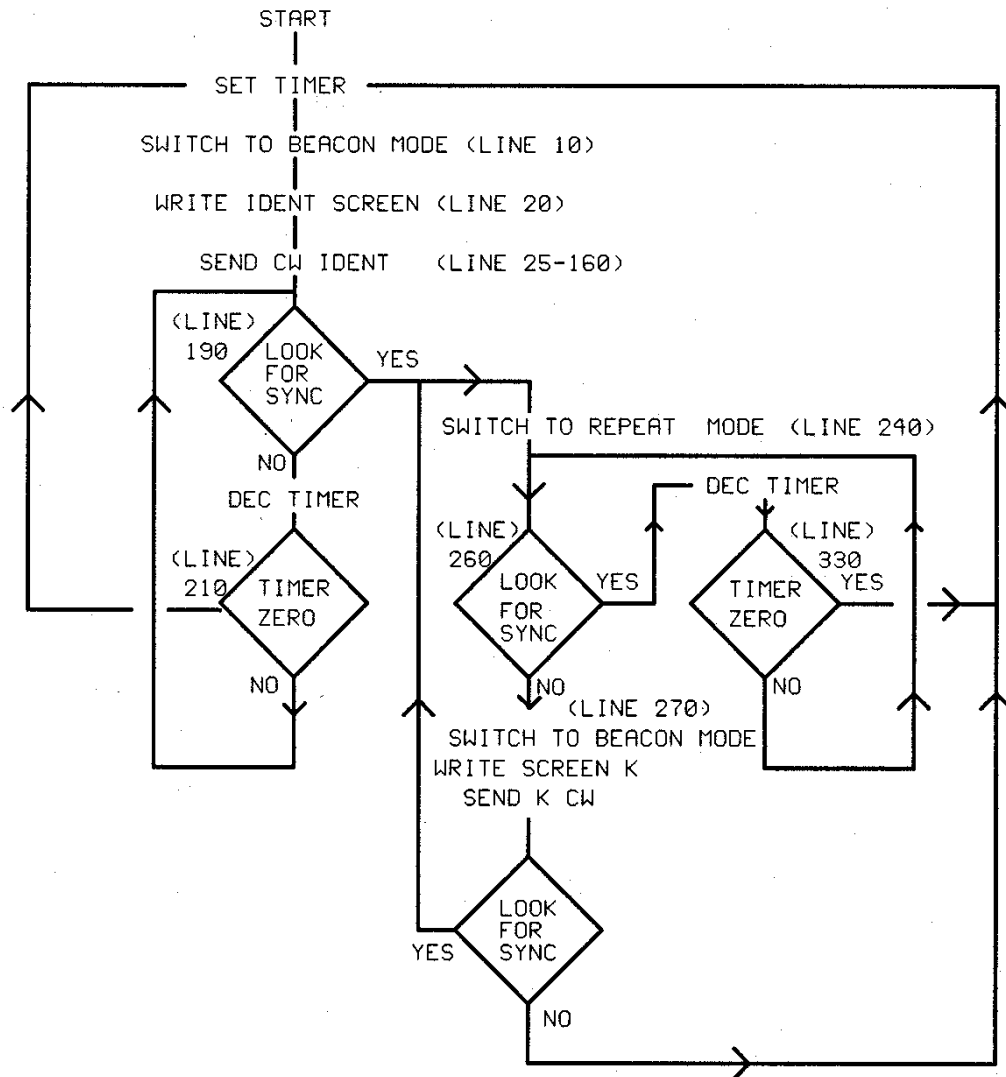 START
SET TIMER
SWITCH TO BEACON MODE (LINE 10)
WRITE IDENT SCREEN (LINE 20)
SEND CW IDENT (LINE 25-160)
(LINE)
190
LOOK
FOR
SYNC
YES
NO
SWITCH TO REPEAT MODE (LINE 240)
DEC TIMER
(LINE)
210
TIMER
ZERO
NO
(LINE)
260
LOOK
FOR
SYNC
YES
NO
DEC TIMER
(LINE)
330
TIMER
ZERO
YES
NO
(LINE 270)
SWITCH TO BEACON MODE
WRITE SCREEN K
SEND K CW
LOOK
FOR
SYNC
YES
NO